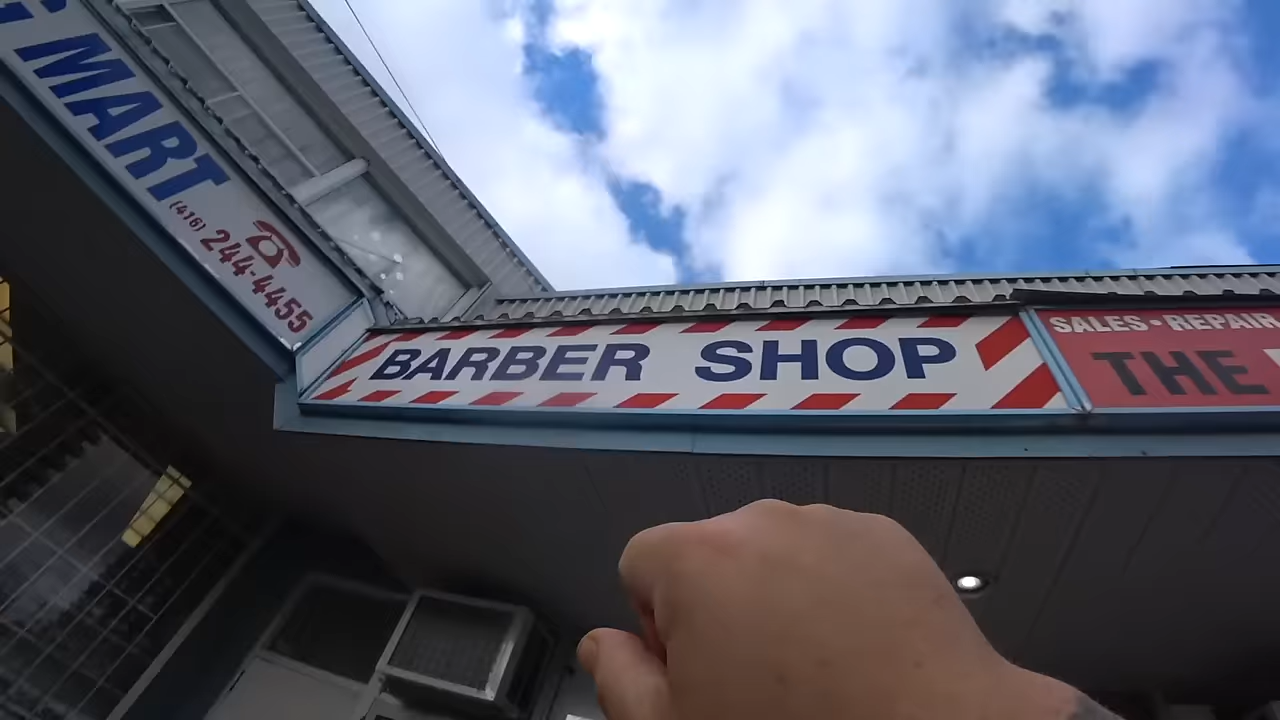 MART
(416) 244-4455
BARBER SHOP
SALES • REPAIR
THE